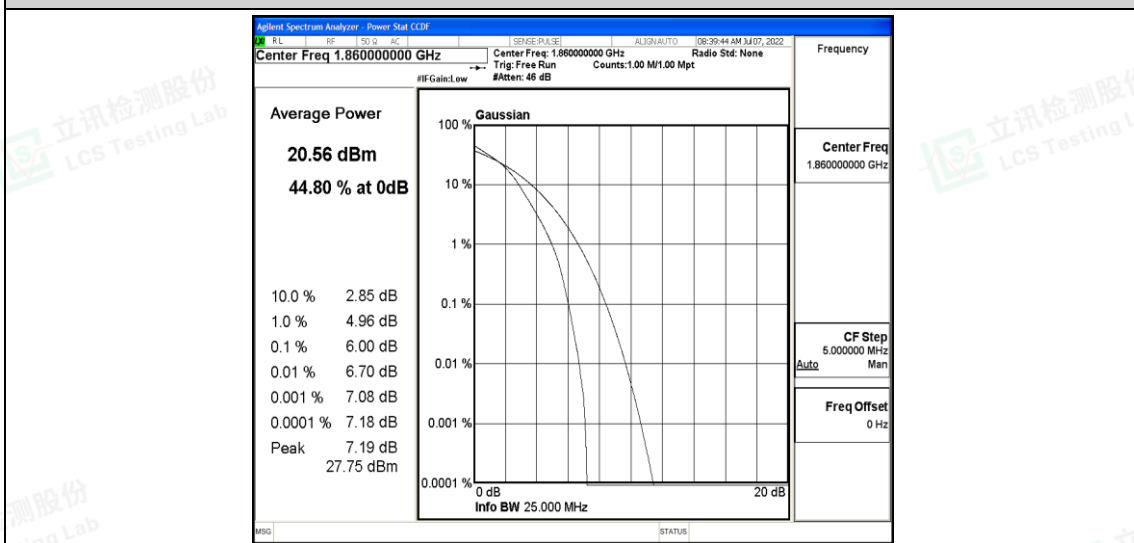 Agilent Spectrum Analyzer - Power Stat CCDF
RL RF 50 Ω AC SENSE:PULSE ALIGN AUTO 08:39:44 AM Jul 07, 2022
Center Freq 1.860000000 GHz
Center Freq: 1.860000000 GHz Radio Std: None
Trig: Free Run Counts:1.00 M/1.00 Mpt
#IFGain:Low #Atten: 46 dB
Average Power
20.56 dBm
44.80 % at 0dB
10.0 % 2.85 dB
1.0 % 4.96 dB
0.1 % 6.00 dB
0.01 % 6.70 dB
0.001 % 7.08 dB
0.0001 % 7.18 dB
Peak 7.19 dB
27.75 dBm
Gaussian
100 %
10 %
1 %
0.1 %
0.01 %
0.001 %
0.0001 %
0 dB 20 dB
Info BW 25.000 MHz
Frequency
Center Freq
1.860000000 GHz
CF Step
5.000000 MHz
Auto Man
Freq Offset
0 Hz
MSG STATUS
立讯检测股份
LCS Testing Lab
立讯检测股份
LCS Testing L
测股份
ing Lab